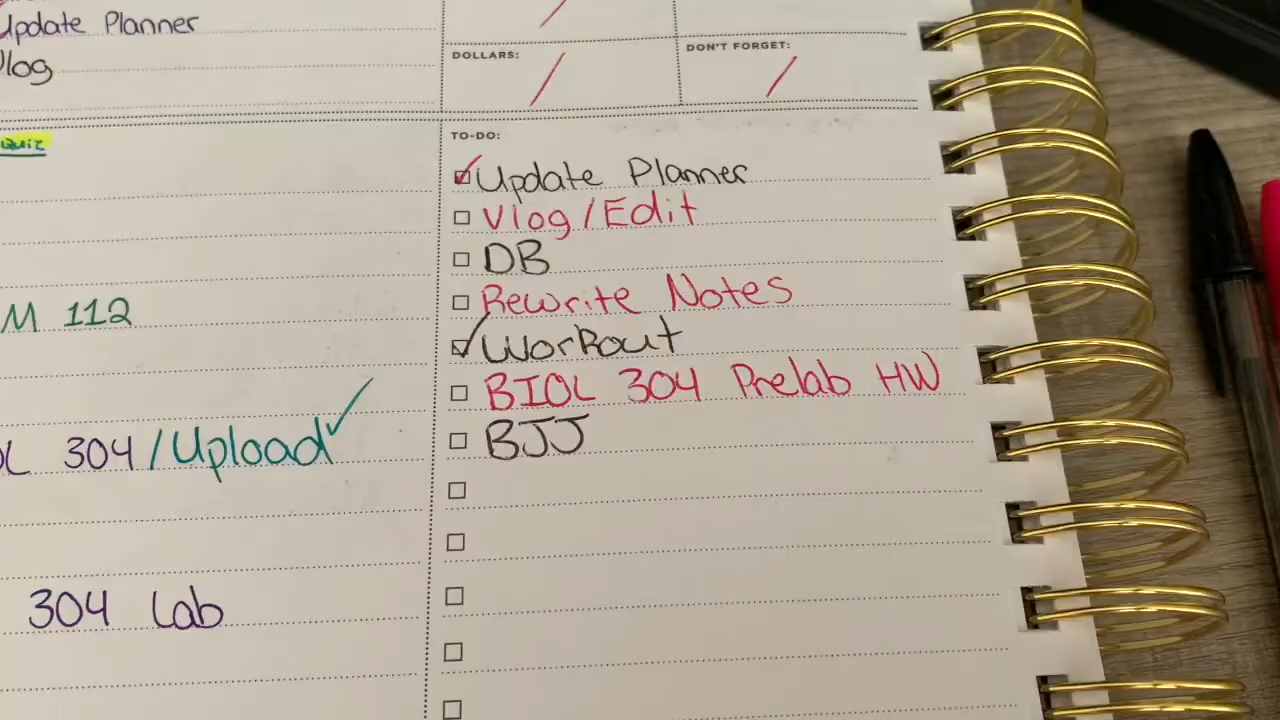 Update Planner
Vlog
DOLLARS:
DON'T FORGET:
QUIZ
M 112
304 / Upload
304 Lab
TO-DO:
Update Planner
Vlog/Edit
DB
Rewrite Notes
Workout
BIOL 304 Prelab HW
BJJ